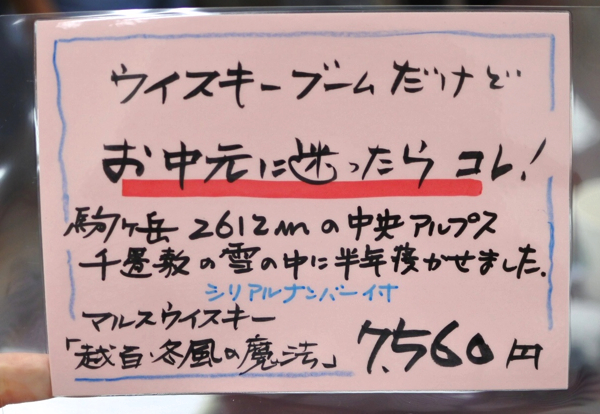 ウイスキーブームだけど
お中元に迷ったら コレ!
駒ヶ岳 2612mの中央アルプス
千畳敷の雪の中に半年寝かせました.
シリアルナンバー付
マルスウイスキー
「越百・冬風の魔法」 7,560円